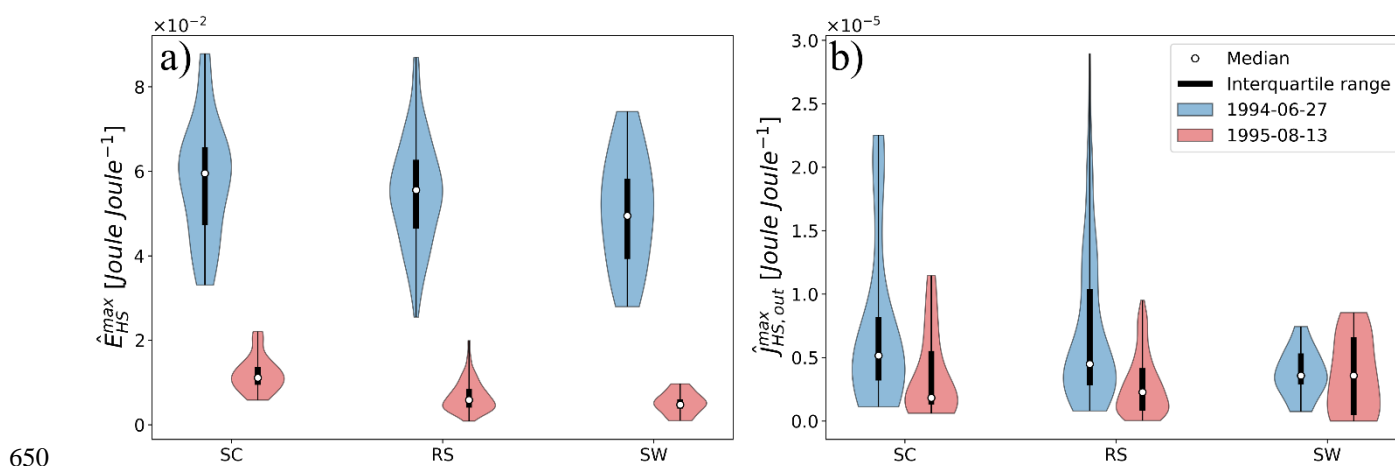 ×10⁻²
a)
Ê_HS^max [Joule Joule⁻¹]
8
6
4
2
0
SC RS SW
×10⁻⁵
b)
Ĵ_HS,out^max [Joule Joule⁻¹]
3.0
2.5
2.0
1.5
1.0
0.5
0.0
Median
Interquartile range
1994-06-27
1995-08-13
SC RS SW
650